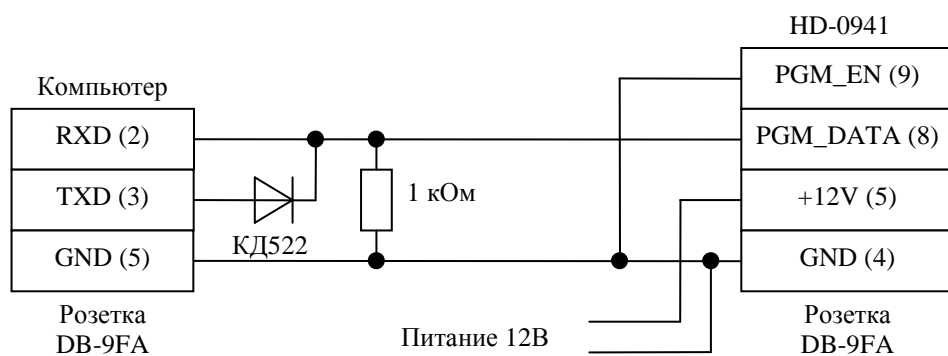 HD-0941
PGM_EN (9)
Компьютер
RXD (2)
PGM_DATA (8)
TXD (3)
1 кОм
+12V (5)
КД522
GND (5)
GND (4)
Розетка
DB-9FA
Питание 12В
Розетка
DB-9FA